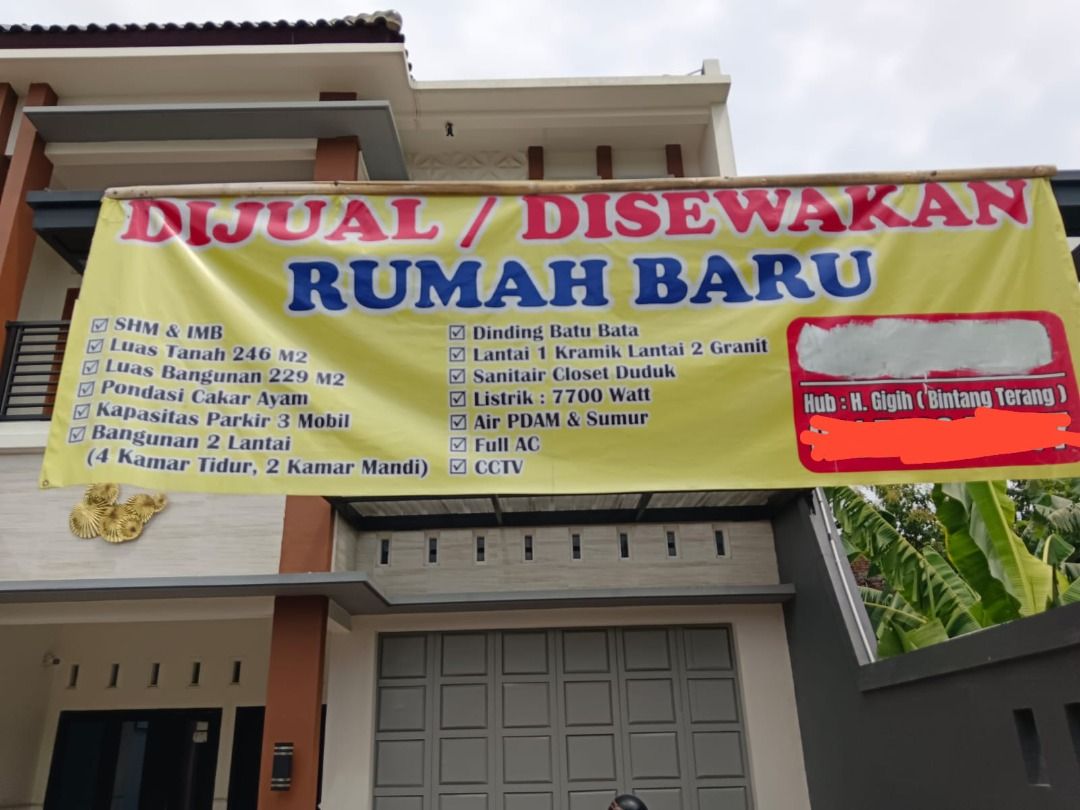 DIJUAL / DISEWAKAN
RUMAH BARU
SHM & IMB
Luas Tanah 246 M2
Luas Bangunan 229 M2
Pondasi Cakar Ayam
Kapasitas Parkir 3 Mobil
Bangunan 2 Lantai
(4 Kamar Tidur, 2 Kamar Mandi)
Dinding Batu Bata
Lantai 1 Kramik Lantai 2 Granit
Sanitair Closet Duduk
Listrik : 7700 Watt
Air PDAM & Sumur
Full AC
CCTV
Hub : H. Gigih ( Bintang Terang )